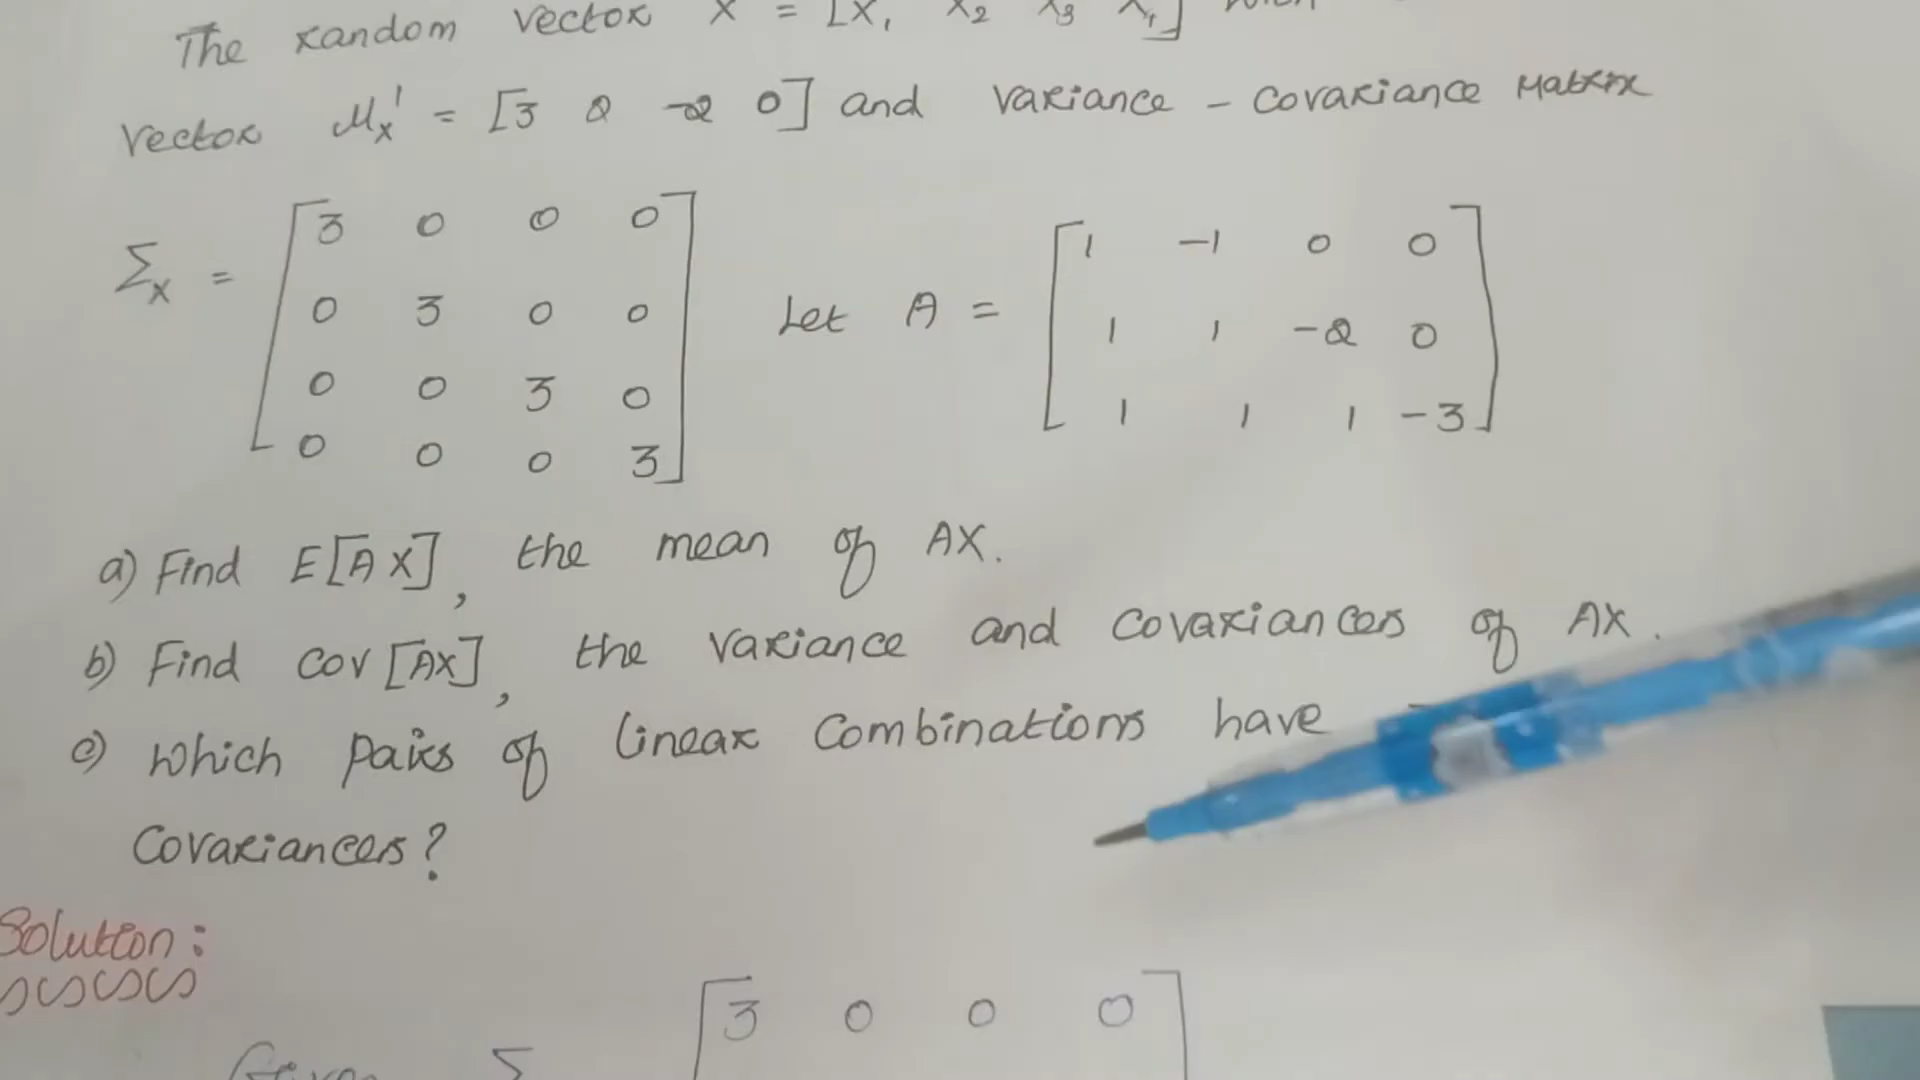 The random vector X = [X₁ X₂ X₃ X₄]
vector μₓ' = [3 2 -2 0] and variance - covariance Matrix
Σₓ = [3 0 0 0 Let A = [1 -1 0 0
0 3 0 0 1 1 -2 0
0 0 3 0 1 1 1 -3]
0 0 0 3]
a) Find E[AX], the mean of AX.
b) Find cov [AX], the variance and covariances of AX.
c) which pairs of linear combinations have
covariances?
Solution:
Given Σ [3 0 0 0]